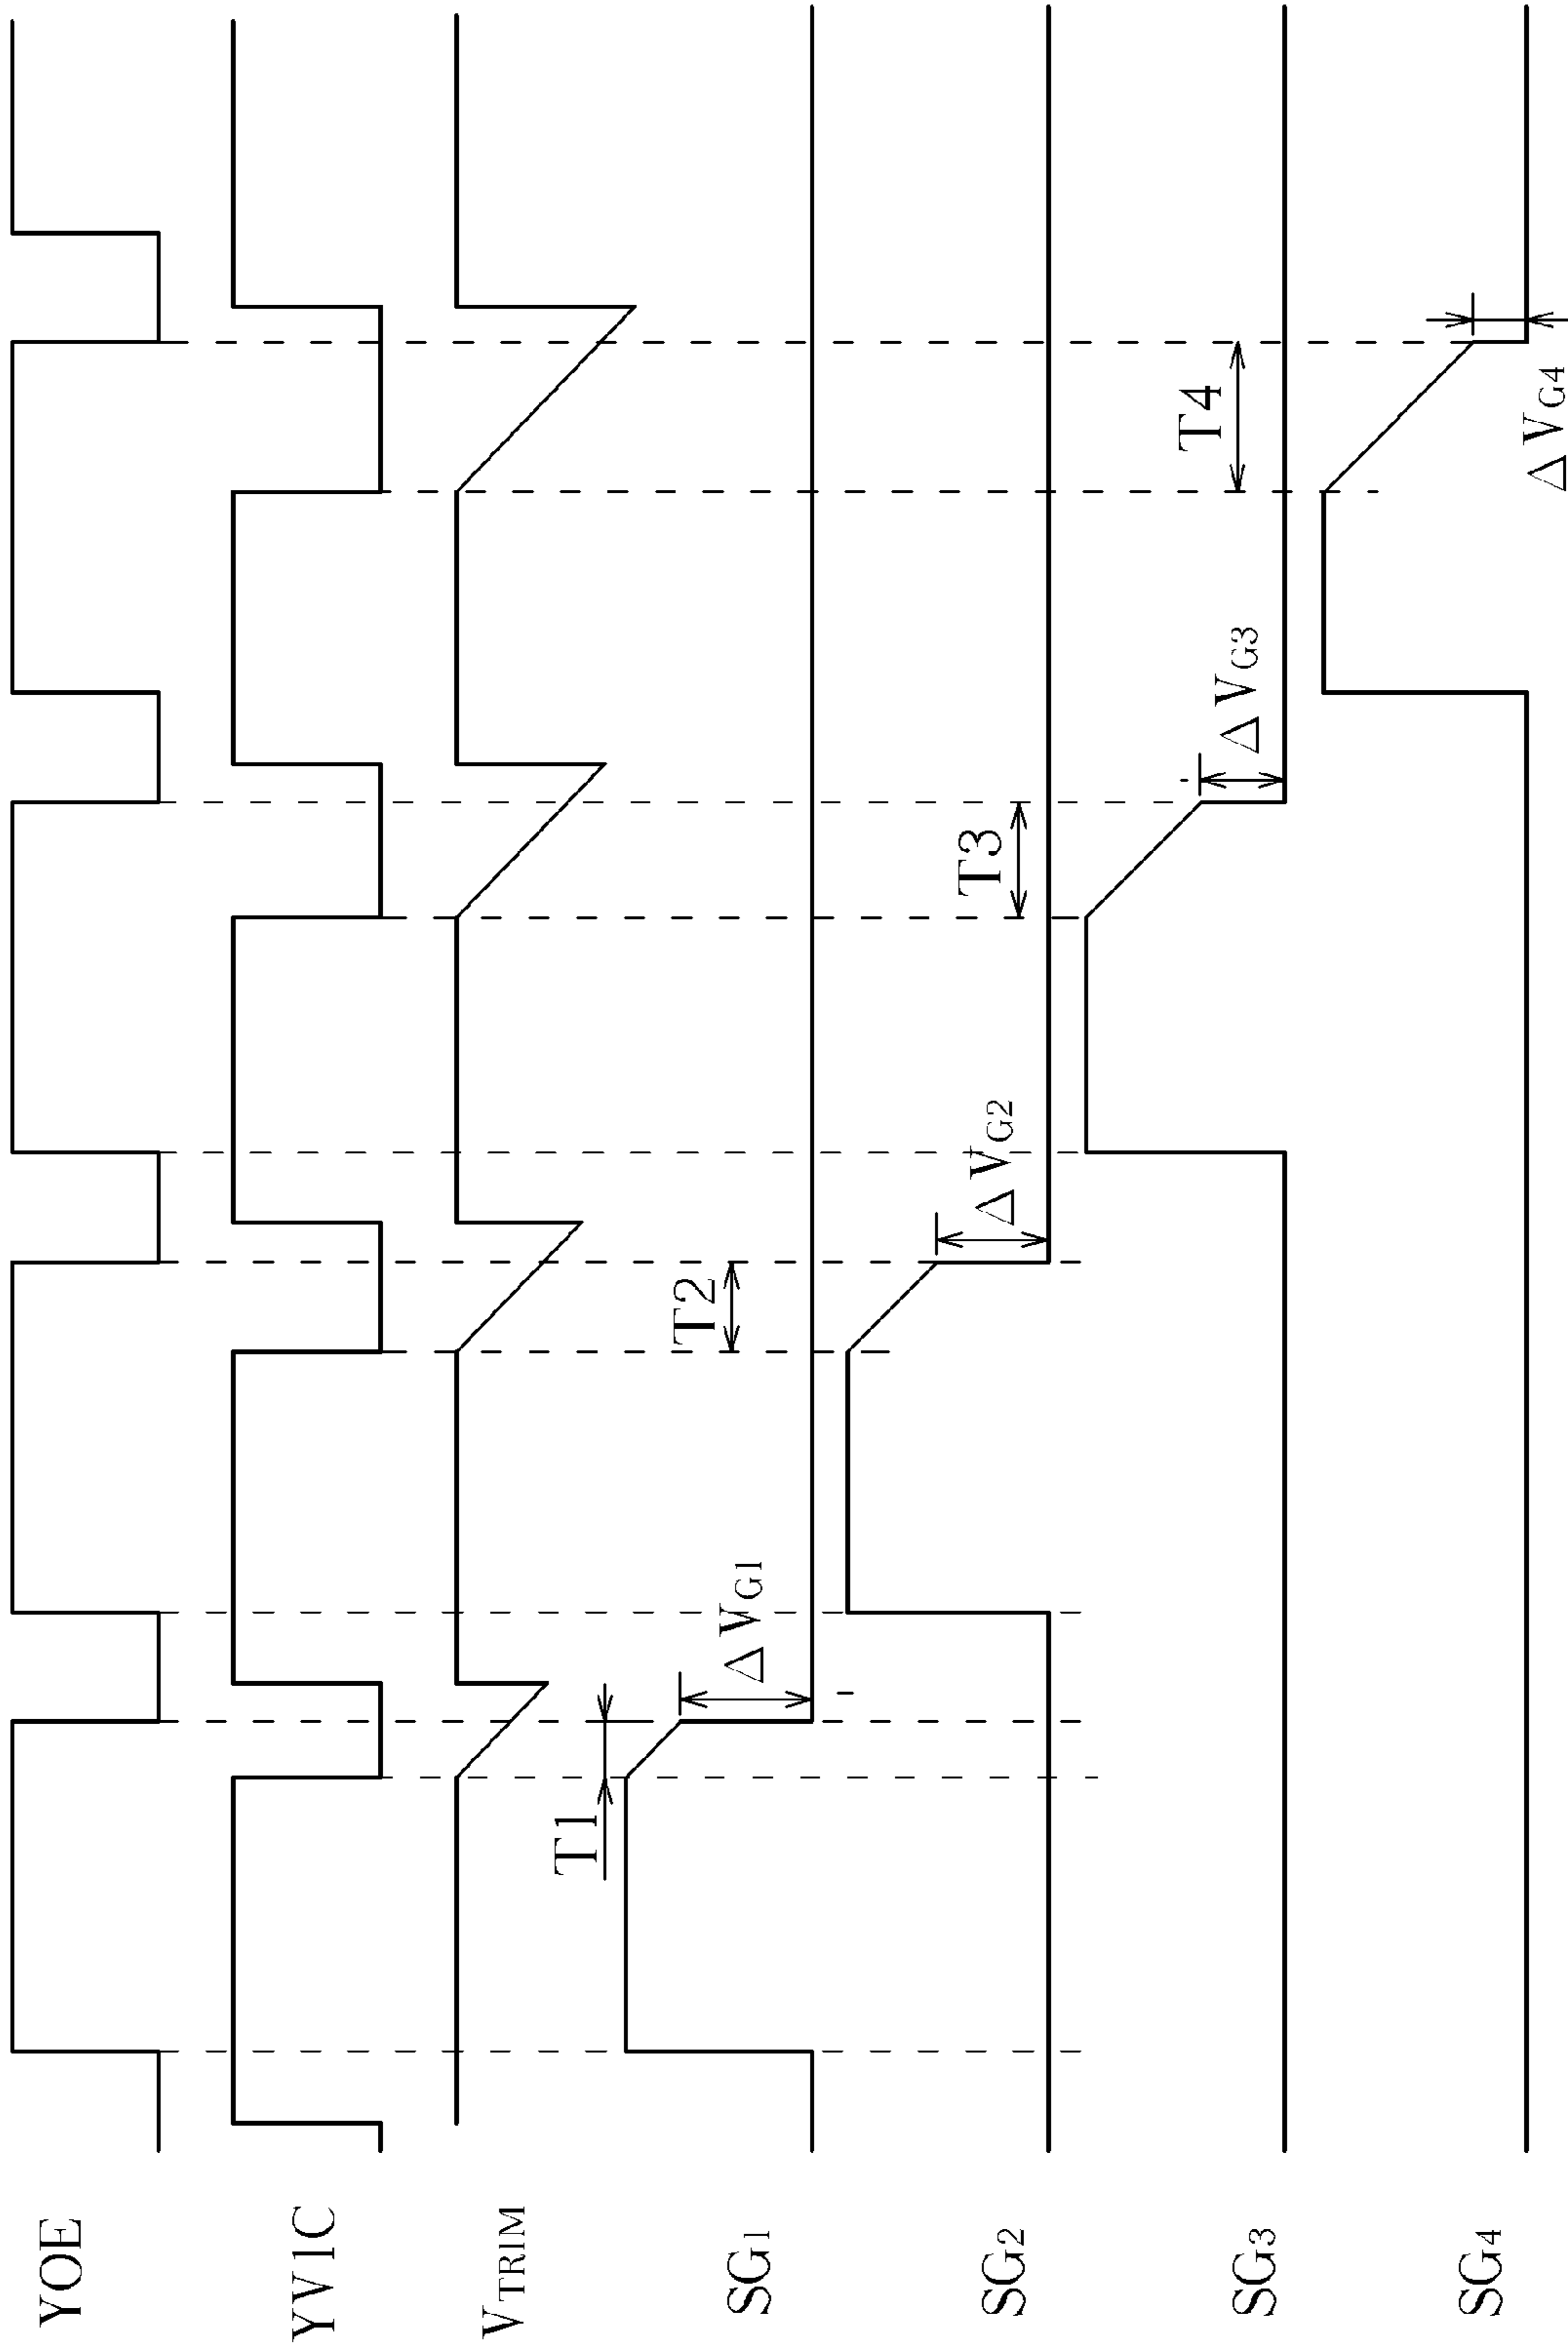 YOE
YV1C
VTRIM
T1
SG1
ΔVG1
T2
SG2
ΔVG2
T3
SG3
ΔVG3
T4
SG4
ΔVG4